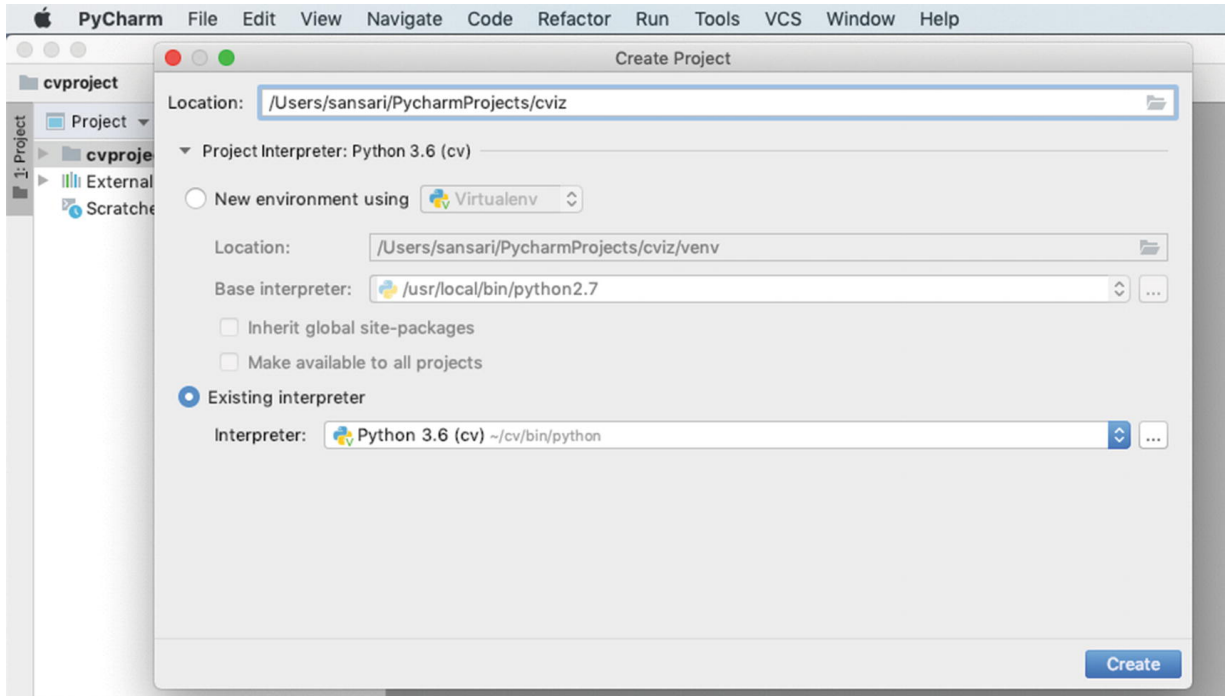 PyCharm File Edit View Navigate Code Refactor Run Tools VCS Window Help
Create Project
cvproject
Location: /Users/sansari/PycharmProjects/cviz
1: Project
Project
Project Interpreter: Python 3.6 (cv)
cvproje
External
New environment using Virtualenv
Scratche
Location: /Users/sansari/PycharmProjects/cviz/venv
Base interpreter: /usr/local/bin/python2.7 ...
Inherit global site-packages
Make available to all projects
Existing interpreter
Interpreter: Python 3.6 (cv) ~/cv/bin/python ...
Create